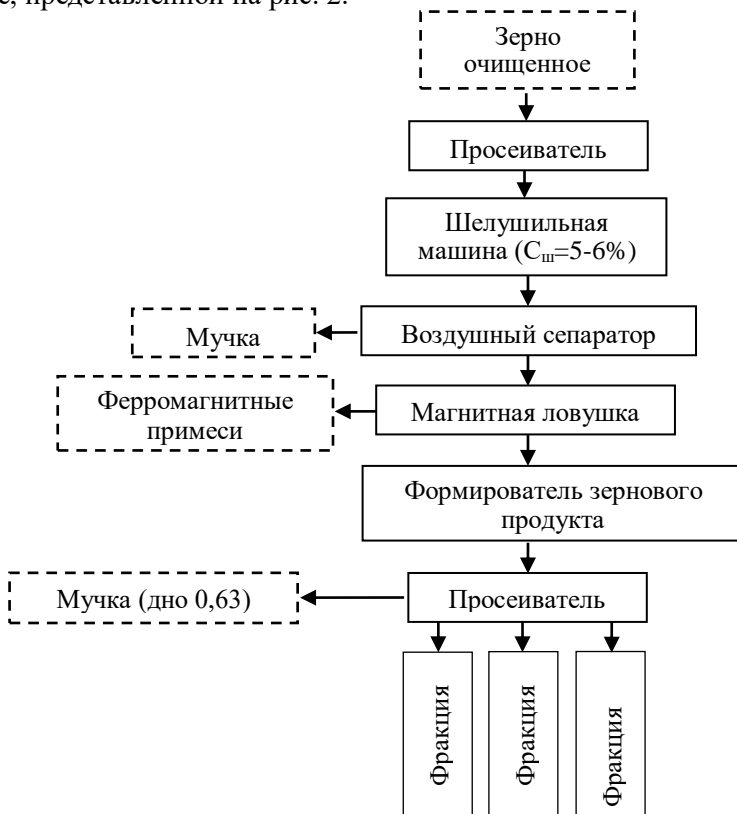 е, представленной на рис. 2.
Зерно
очищенное
Просеиватель
Шелушильная
машина (Сш=5-6%)
Воздушный сепаратор
Мучка
Магнитная ловушка
Ферромагнитные
примеси
Формирователь зернового
продукта
Просеиватель
Мучка (дно 0,63)
Фракция
Фракция
Фракция